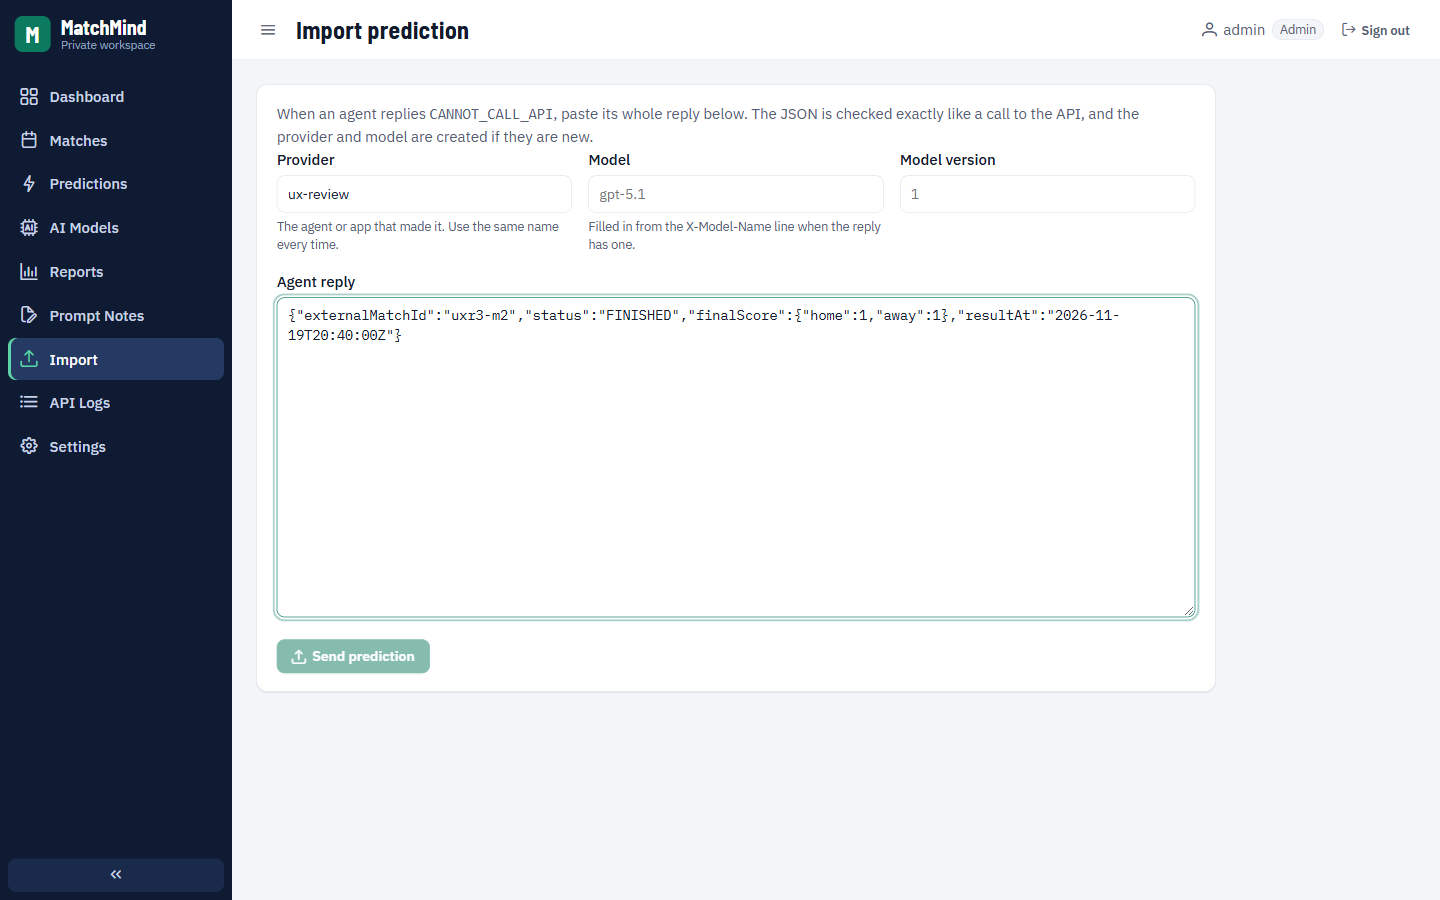 M
MatchMind
Private workspace
Dashboard
Matches
Predictions
AI Models
Reports
Prompt Notes
Import
API Logs
Settings
Import prediction
admin
Admin
Sign out
When an agent replies CANNOT_CALL_API, paste its whole reply below. The JSON is checked exactly like a call to the API, and the
provider and model are created if they are new.
Provider
Model
Model version
ux-review
gpt-5.1
1
The agent or app that made it. Use the same name
every time.
Filled in from the X-Model-Name line when the reply
has one.
Agent reply
{"externalMatchId":"uxr3-m2","status":"FINISHED","finalScore":{"home":1,"away":1},"resultAt":"2026-11-
19T20:40:00Z"}
Send prediction